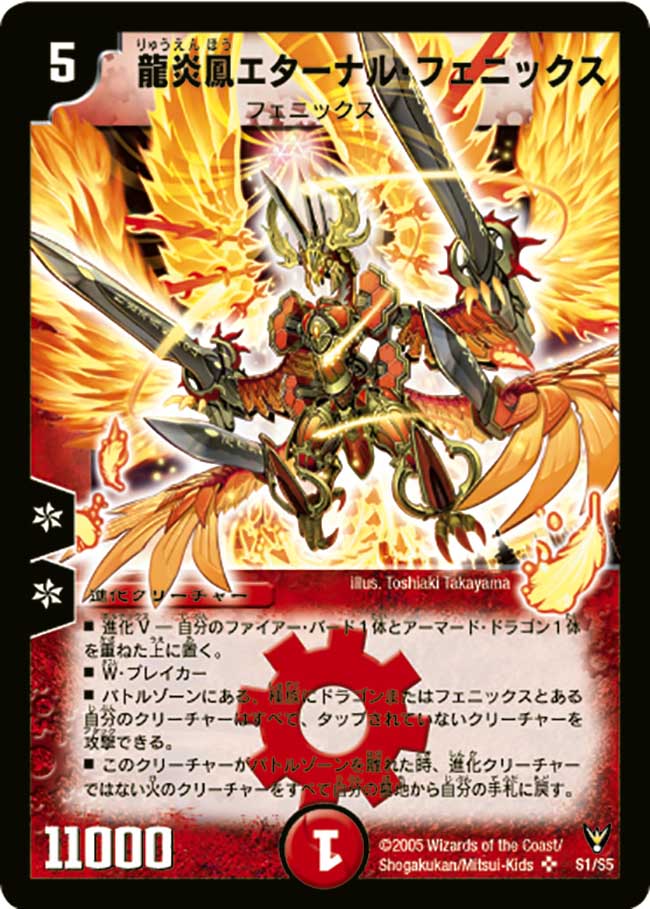 5
りゅうえんほう
龍炎鳳エターナル・フェニックス
フェニックス
illus. Toshiaki Takayama
進化クリーチャー
■ 進化V — 自分のファイアー・バード1体とアーマード・ドラゴン1体
を重ねた上に置く。
■ W・ブレイカー
■ バトルゾーンにある、種族にドラゴンまたはフェニックスとある
自分のクリーチャーはすべて、タップされていないクリーチャーを
攻撃できる。
■ このクリーチャーがバトルゾーンを離れた時、進化クリーチャー
ではない火のクリーチャーをすべて自分の墓地から自分の手札に戻す。
11000
1
©2005 Wizards of the Coast/
Shogakukan/Mitsui-Kids
S1/S5